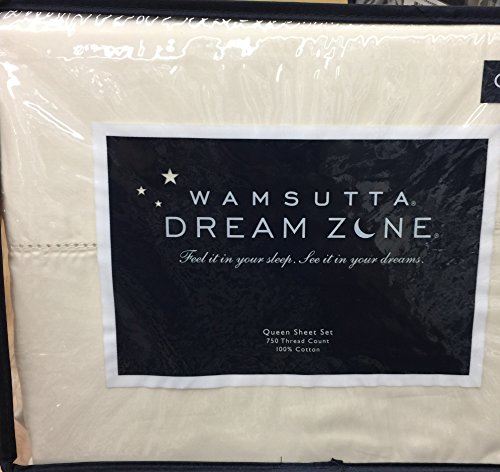 WAMSUTTA®
DREAM ZONE®
Feel it in your sleep. See it in your dreams.
Queen Sheet Set
750 Thread Count
100% Cotton